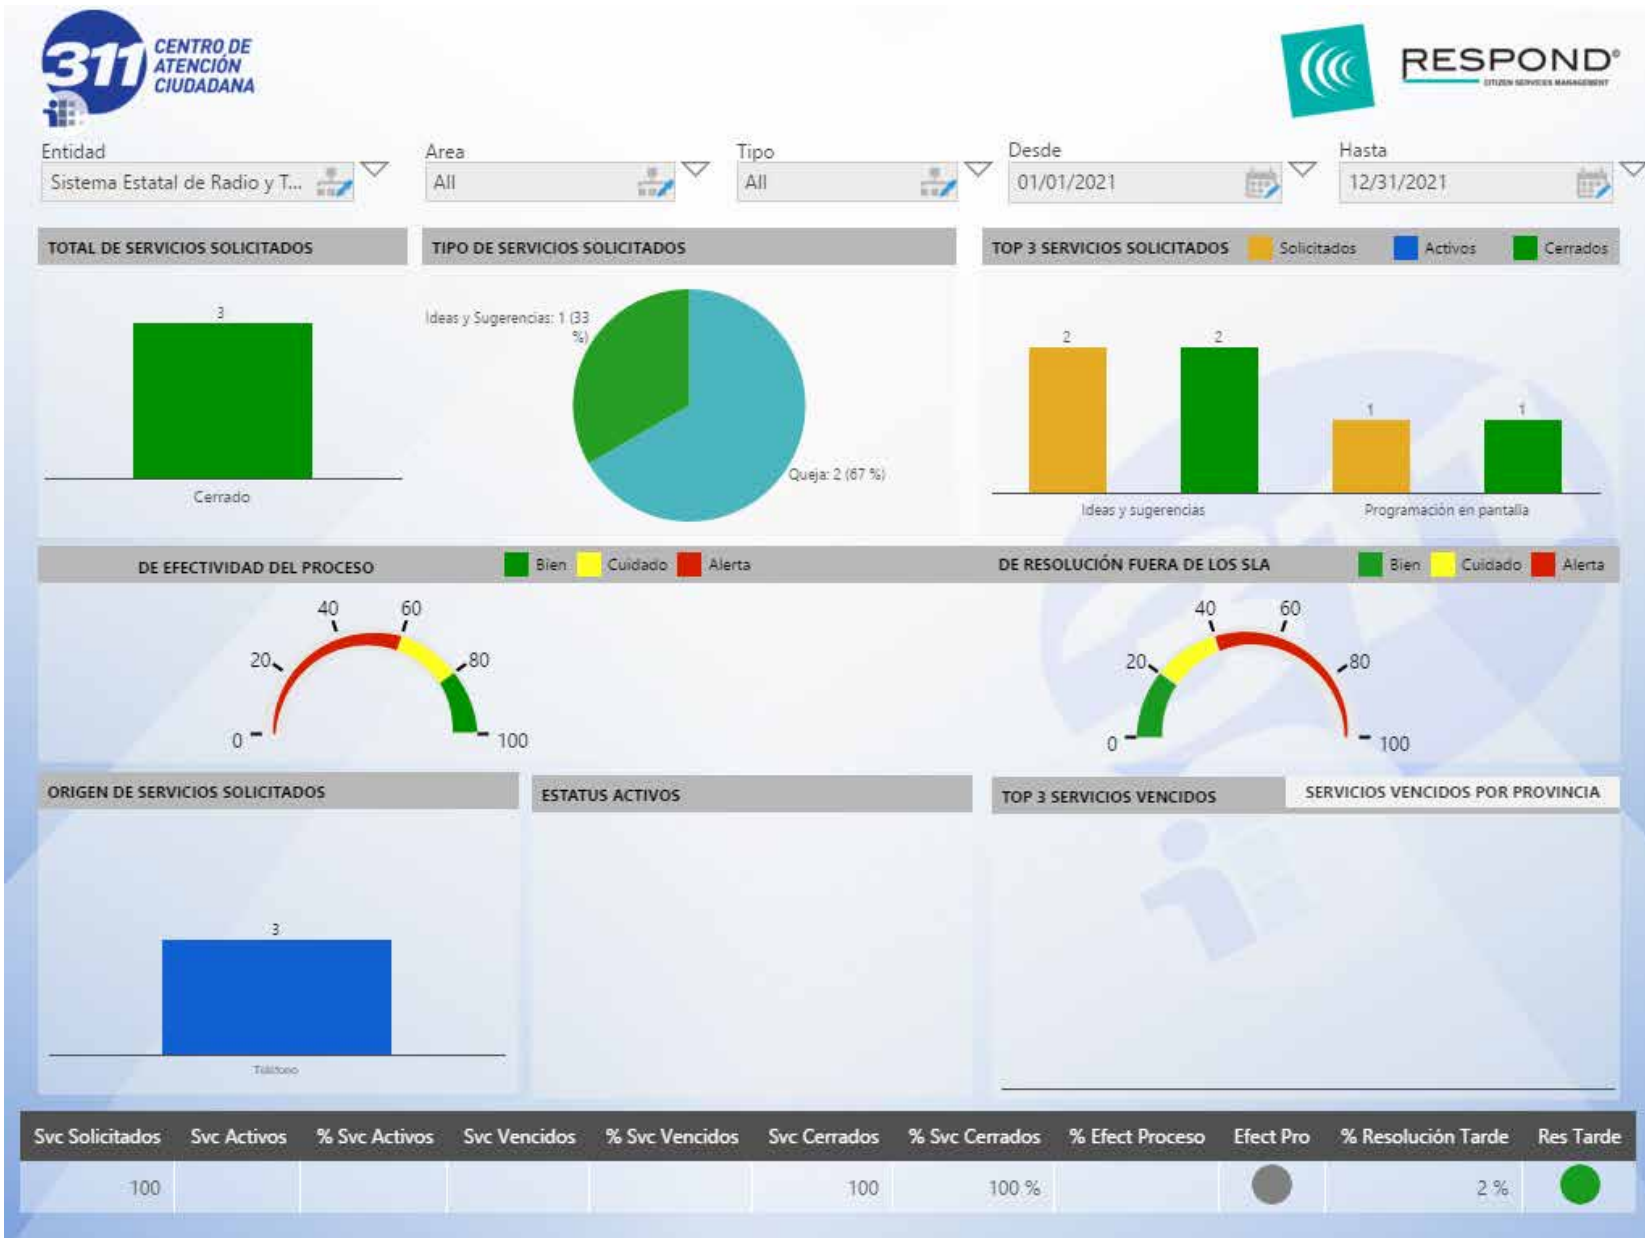 311 CENTRO DE
ATENCIÓN
CIUDADANA
RESPOND®
CITIZEN SERVICES MANAGEMENT
Entidad
Sistema Estatal de Radio y T...
Area
All
Tipo
All
Desde
01/01/2021
Hasta
12/31/2021
TOTAL DE SERVICIOS SOLICITADOS
3
Cerrado
TIPO DE SERVICIOS SOLICITADOS
Ideas y Sugerencias: 1 (33
%)
Queja: 2 (67 %)
TOP 3 SERVICIOS SOLICITADOS Solicitados Activos Cerrados
2 2 1 1
Ideas y sugerencias Programación en pantalla
DE EFECTIVIDAD DEL PROCESO Bien Cuidado Alerta
0 20 40 60 80 100
DE RESOLUCIÓN FUERA DE LOS SLA Bien Cuidado Alerta
0 20 40 60 80 100
ORIGEN DE SERVICIOS SOLICITADOS
3
Teléfono
ESTATUS ACTIVOS
TOP 3 SERVICIOS VENCIDOS SERVICIOS VENCIDOS POR PROVINCIA
Svc Solicitados Svc Activos % Svc Activos Svc Vencidos % Svc Vencidos Svc Cerrados % Svc Cerrados % Efect Proceso Efect Pro % Resolución Tarde Res Tarde
100 100 100 % 2 %